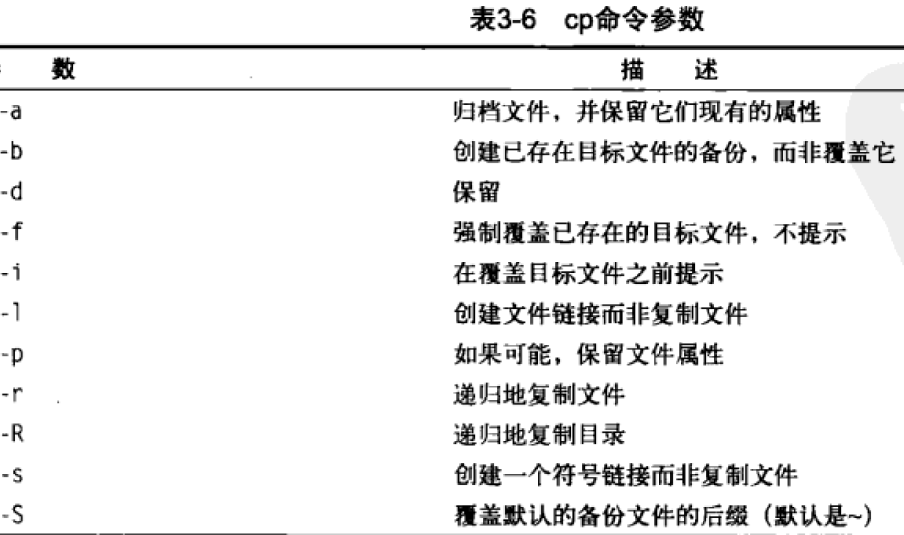 表3-6 cp命令参数
数 描 述
-a 归档文件，并保留它们现有的属性
-b 创建已存在目标文件的备份，而非覆盖它
-d 保留
-f 强制覆盖已存在的目标文件，不提示
-i 在覆盖目标文件之前提示
-l 创建文件链接而非复制文件
-p 如果可能，保留文件属性
-r 递归地复制文件
-R 递归地复制目录
-s 创建一个符号链接而非复制文件
-S 覆盖默认的备份文件的后缀（默认是~）